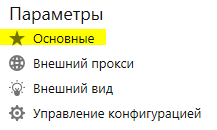 Параметры
Основные
Внешний прокси
Внешний вид
Управление конфигурацией